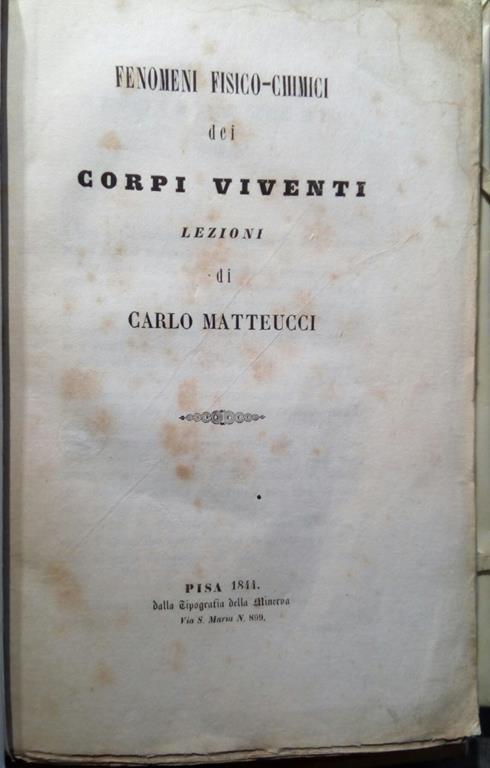 FENOMENI FISICO-CHIMICI
dei
CORPI VIVENTI
LEZIONI
di
CARLO MATTEUCCI
PISA 1844.
dalla Tipografia della Minerva
Via S. Maria N. 899.